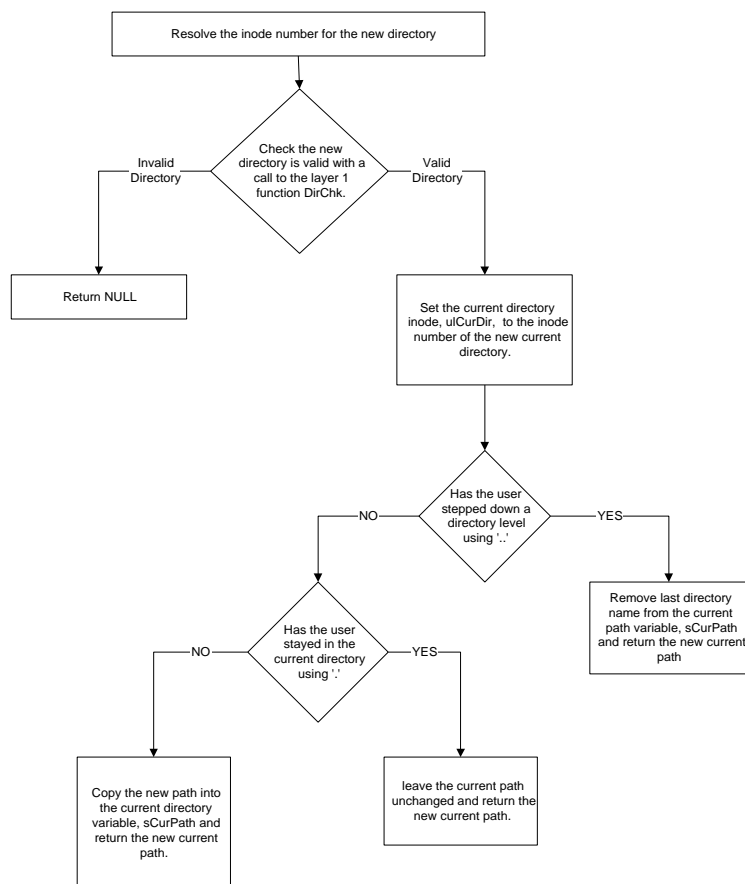 Resolve the inode number for the new directory
Check the new
directory is valid with a
call to the layer 1
function DirChk.
Invalid
Directory
Valid
Directory
Return NULL
Set the current directory
inode, ulCurDir,  to the inode
number of the new current
directory.
Has the user
stepped down a
directory level
using '..'
NO
YES
Remove last directory
name from the current
path variable, sCurPath
and return the new current
path
Has the user
stayed in the
current directory
using '.'
NO
YES
Copy the new path into
the current directory
variable, sCurPath and
return the new current
path.
leave the current path
unchanged and return the
new current path.